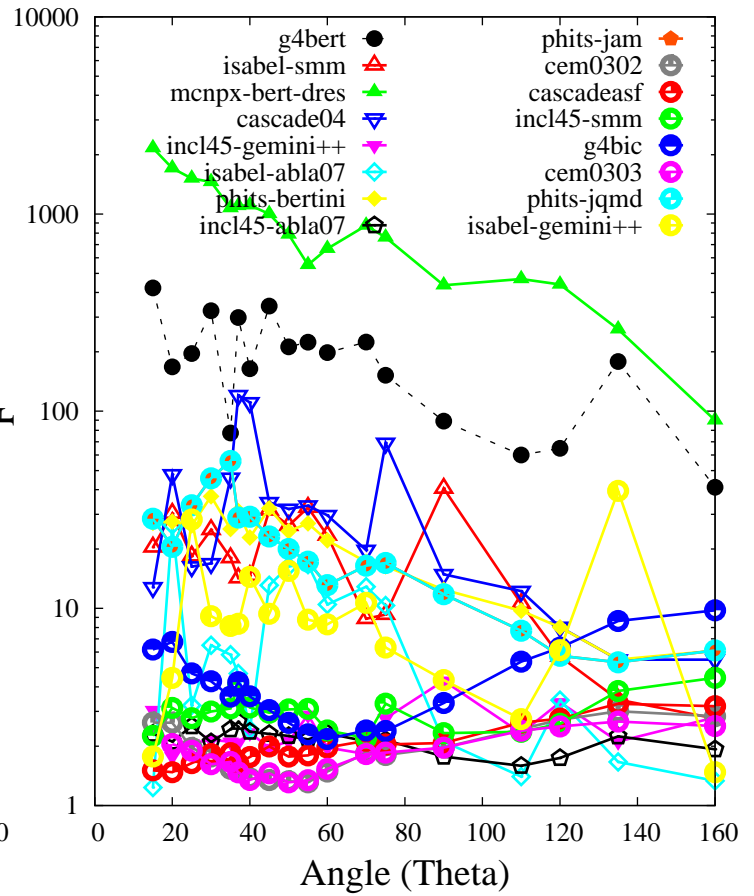 10000
g4bert
isabel-smm
mcnpx-bert-dres
cascade04
incl45-gemini++
isabel-abla07
phits-bertini
incl45-abla07
phits-jam
cem0302
cascadeasf
incl45-smm
g4bic
cem0303
phits-jqmd
isabel-gemini++
1000
100
10
1
0
20
40
60
80
100
120
140
160
Angle (Theta)